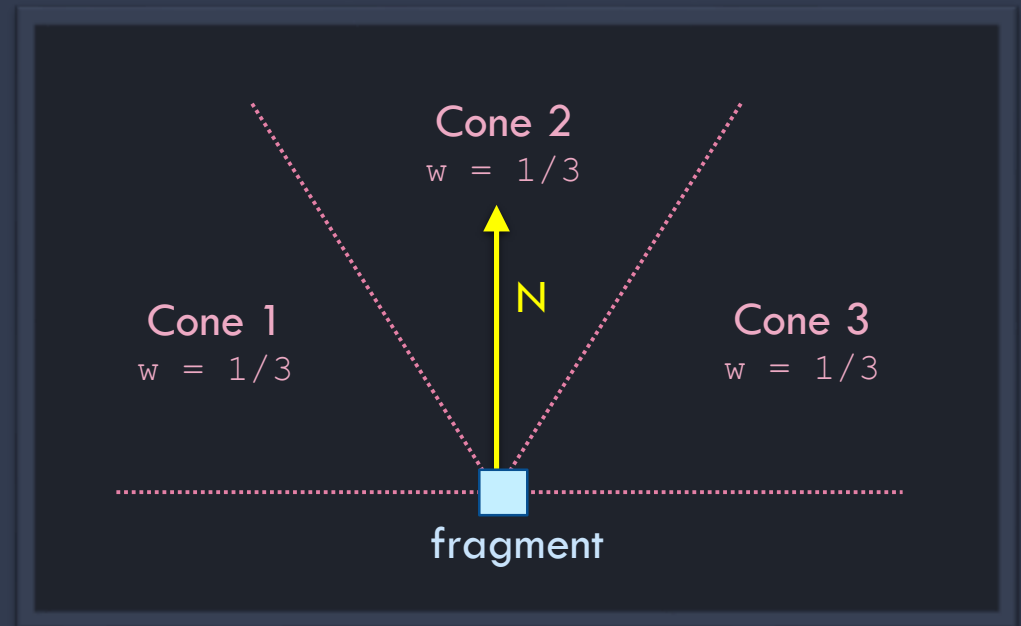 Cone 2
w = 1/3
N
Cone 1
w = 1/3
Cone 3
w = 1/3
fragment